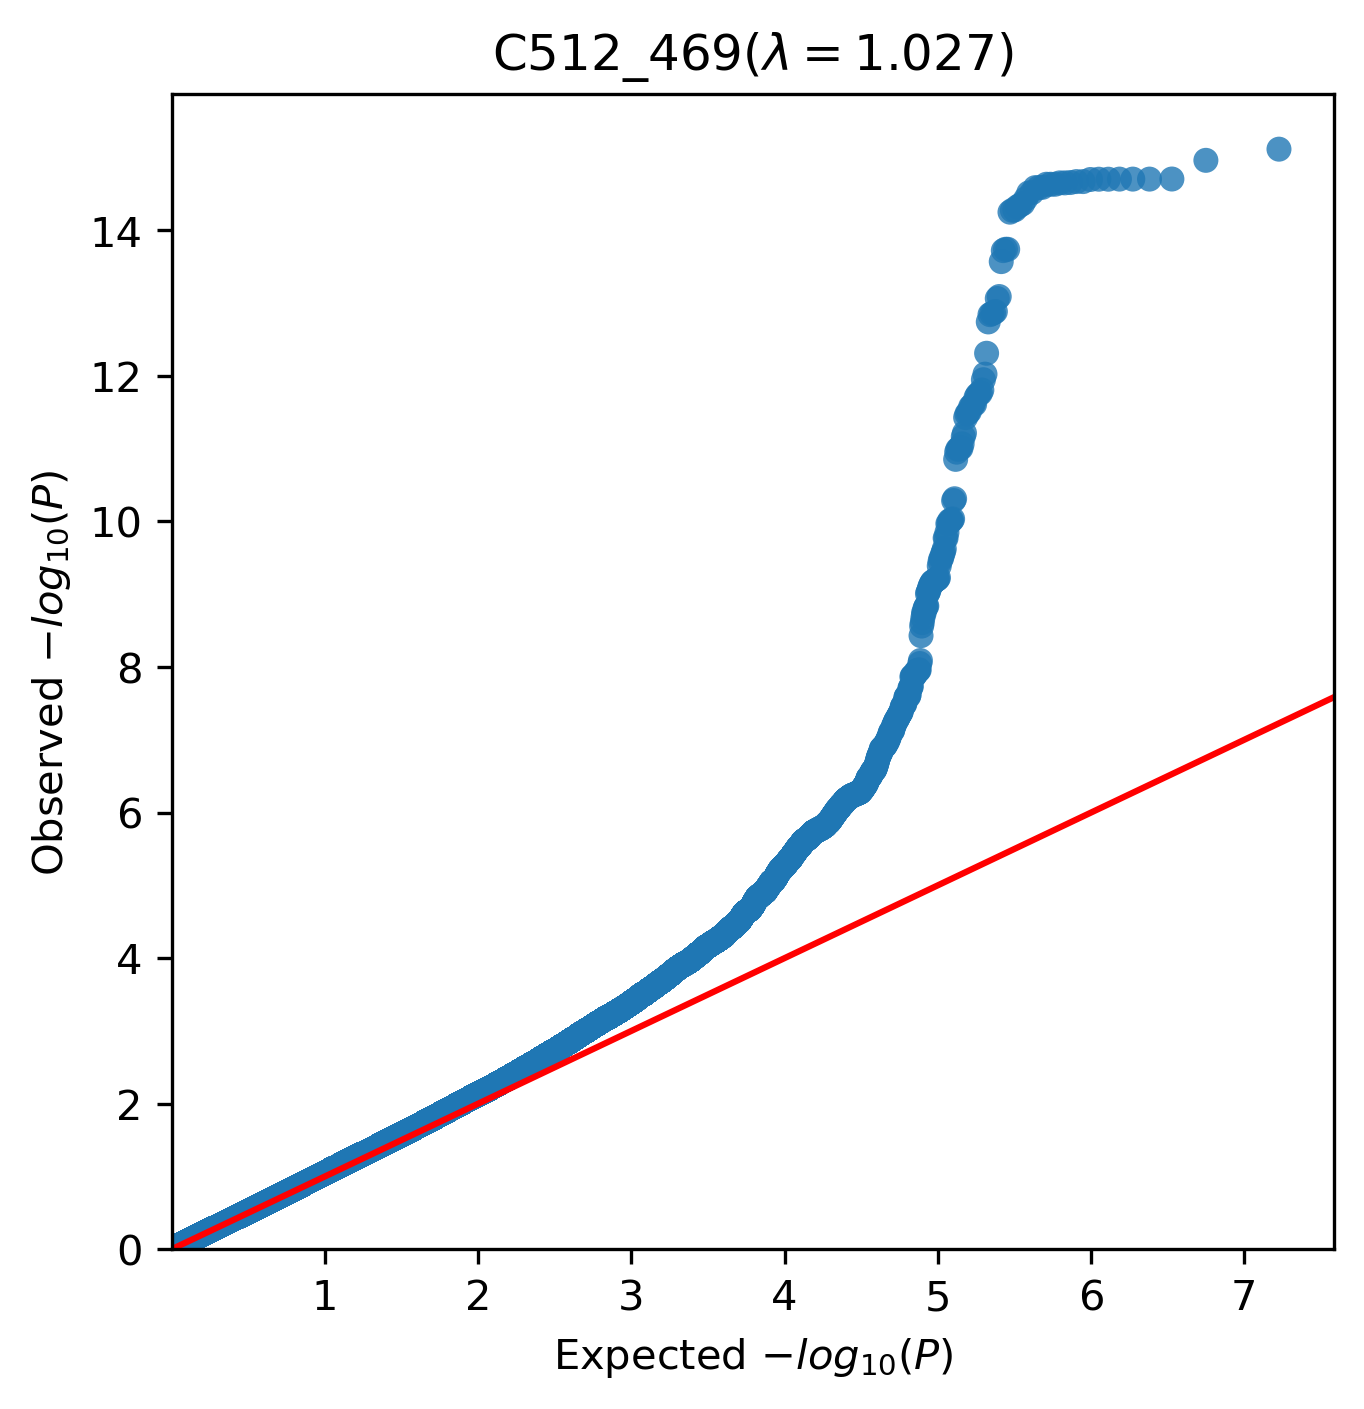 C512_469(λ = 1.027)
Observed −log₁₀(P)
14
12
10
8
6
4
2
0
1 2 3 4 5 6 7
Expected −log₁₀(P)